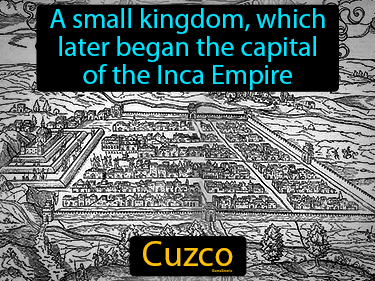 A small kingdom, which
later began the capital
of the Inca Empire
Cuzco